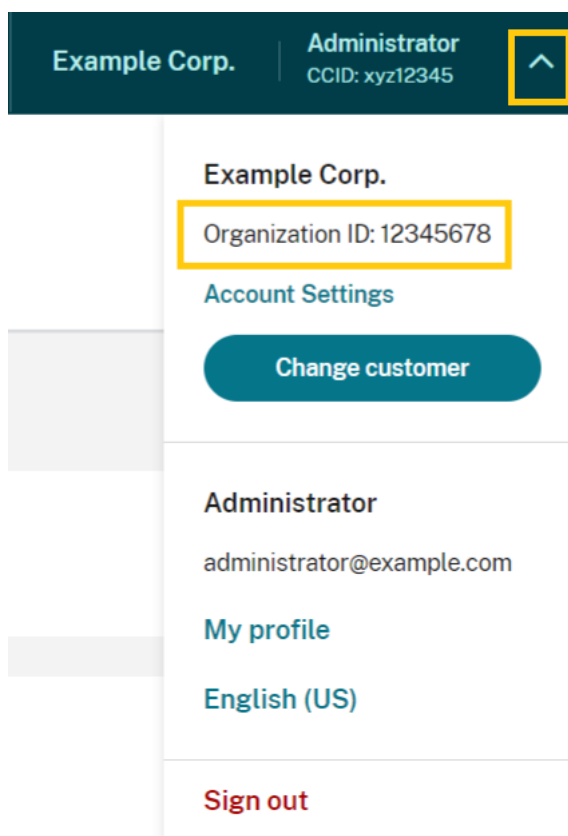 Example Corp.
Administrator
CCID: xyz12345
Example Corp.
Organization ID: 12345678
Account Settings
Change customer
Administrator
administrator@example.com
My profile
English (US)
Sign out